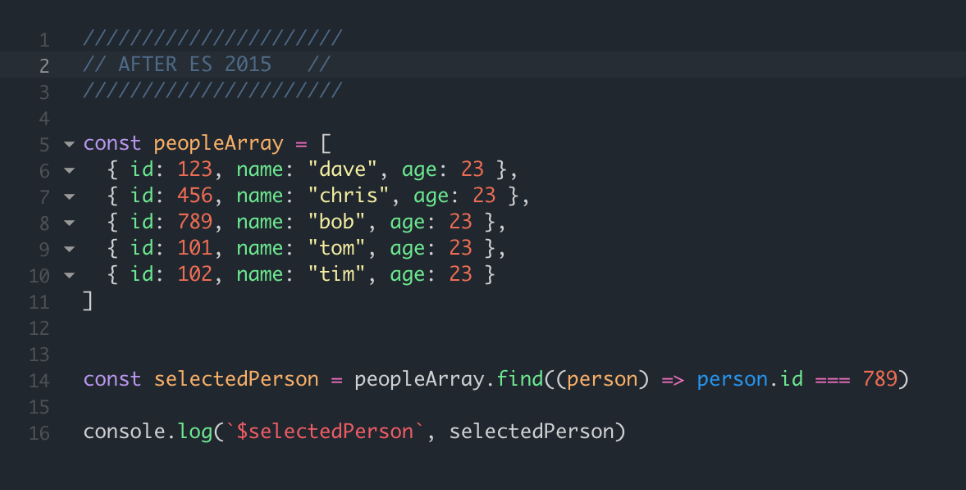 1 //////////////////////
2 // AFTER ES 2015   //
3 //////////////////////
4
5 const peopleArray = [
6   { id: 123, name: "dave", age: 23 },
7   { id: 456, name: "chris", age: 23 },
8   { id: 789, name: "bob", age: 23 },
9   { id: 101, name: "tom", age: 23 },
10   { id: 102, name: "tim", age: 23 }
11 ]
12
13
14 const selectedPerson = peopleArray.find((person) => person.id === 789)
15
16 console.log(`$selectedPerson`, selectedPerson)